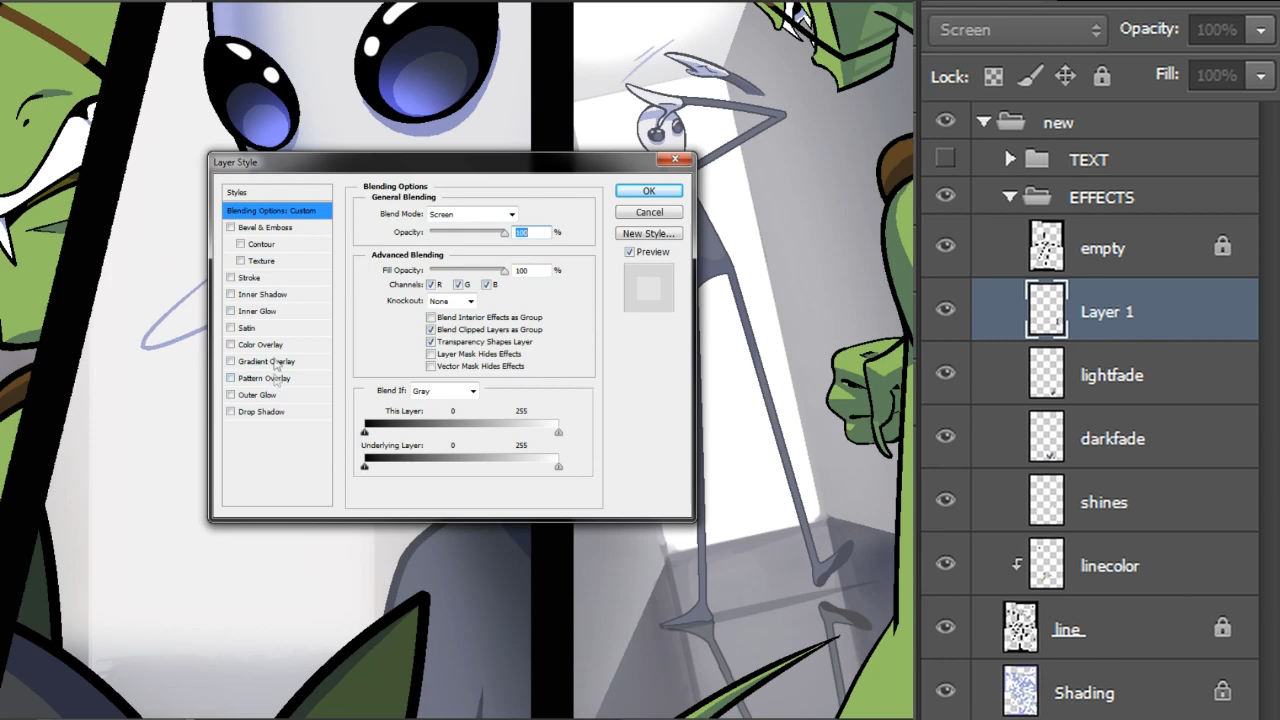 Layer Style
Styles
Blending Options: Custom
Bevel & Emboss
Contour
Texture
Stroke
Inner Shadow
Inner Glow
Satin
Color Overlay
Gradient Overlay
Pattern Overlay
Outer Glow
Drop Shadow
Blending Options
General Blending
Blend Mode: Screen
Opacity: 100 %
Advanced Blending
Fill Opacity: 100 %
Channels: R G B
Knockout: None
Blend Interior Effects as Group
Blend Clipped Layers as Group
Transparency Shapes Layer
Layer Mask Hides Effects
Vector Mask Hides Effects
Blend If: Gray
This Layer: 0 255
Underlying Layer: 0 255
OK
Cancel
New Style...
Preview
Screen Opacity: 100%
Lock: Fill: 100%
new
TEXT
EFFECTS
empty
Layer 1
lightfade
darkfade
shines
linecolor
line
Shading